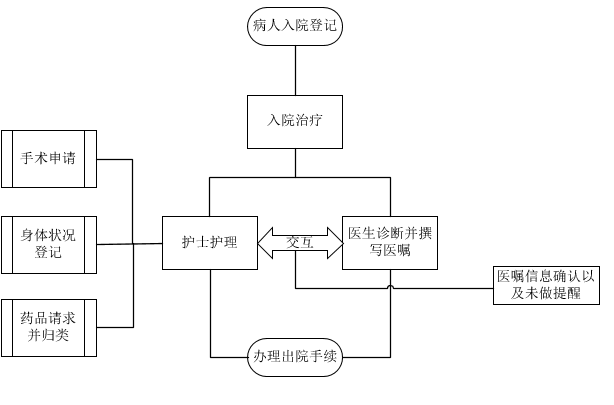 病人入院登记
入院治疗
手术申请
身体状况
登记
药品请求
并归类
护士护理
交互
医生诊断并撰
写医嘱
医嘱信息确认以
及未做提醒
办理出院手续